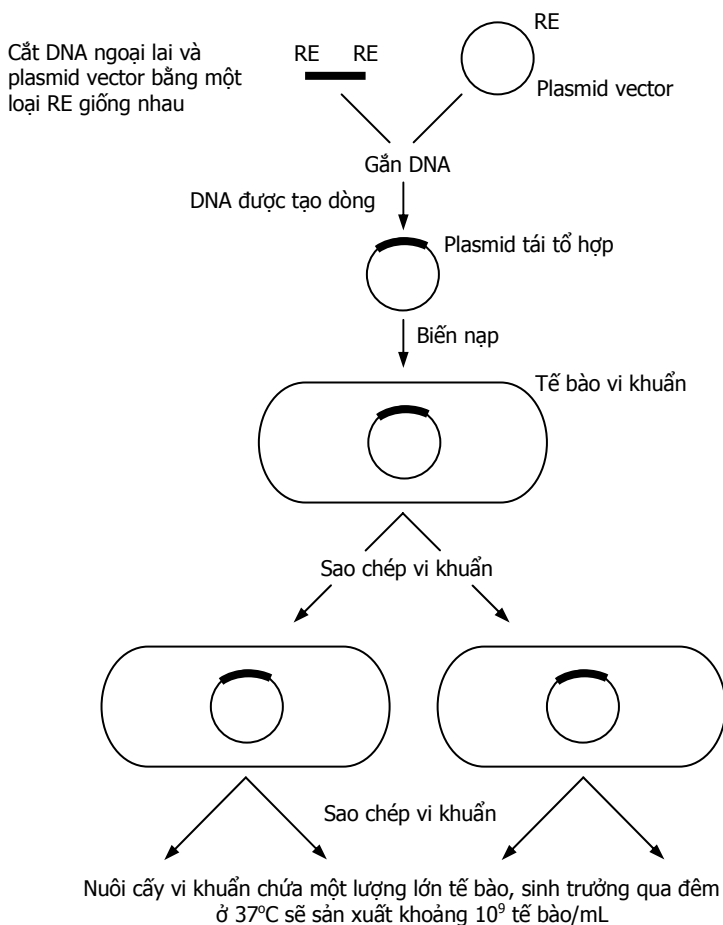 Cắt DNA ngoại lai và
plasmid vector bằng một
loại RE giống nhau
RE RE
RE
Plasmid vector
Gắn DNA
DNA được tạo dòng
Plasmid tái tổ hợp
Biến nạp
Tế bào vi khuẩn
Sao chép vi khuẩn
Sao chép vi khuẩn
Nuôi cấy vi khuẩn chứa một lượng lớn tế bào, sinh trưởng qua đêm
ở 37ºC sẽ sản xuất khoảng 10⁹ tế bào/mL